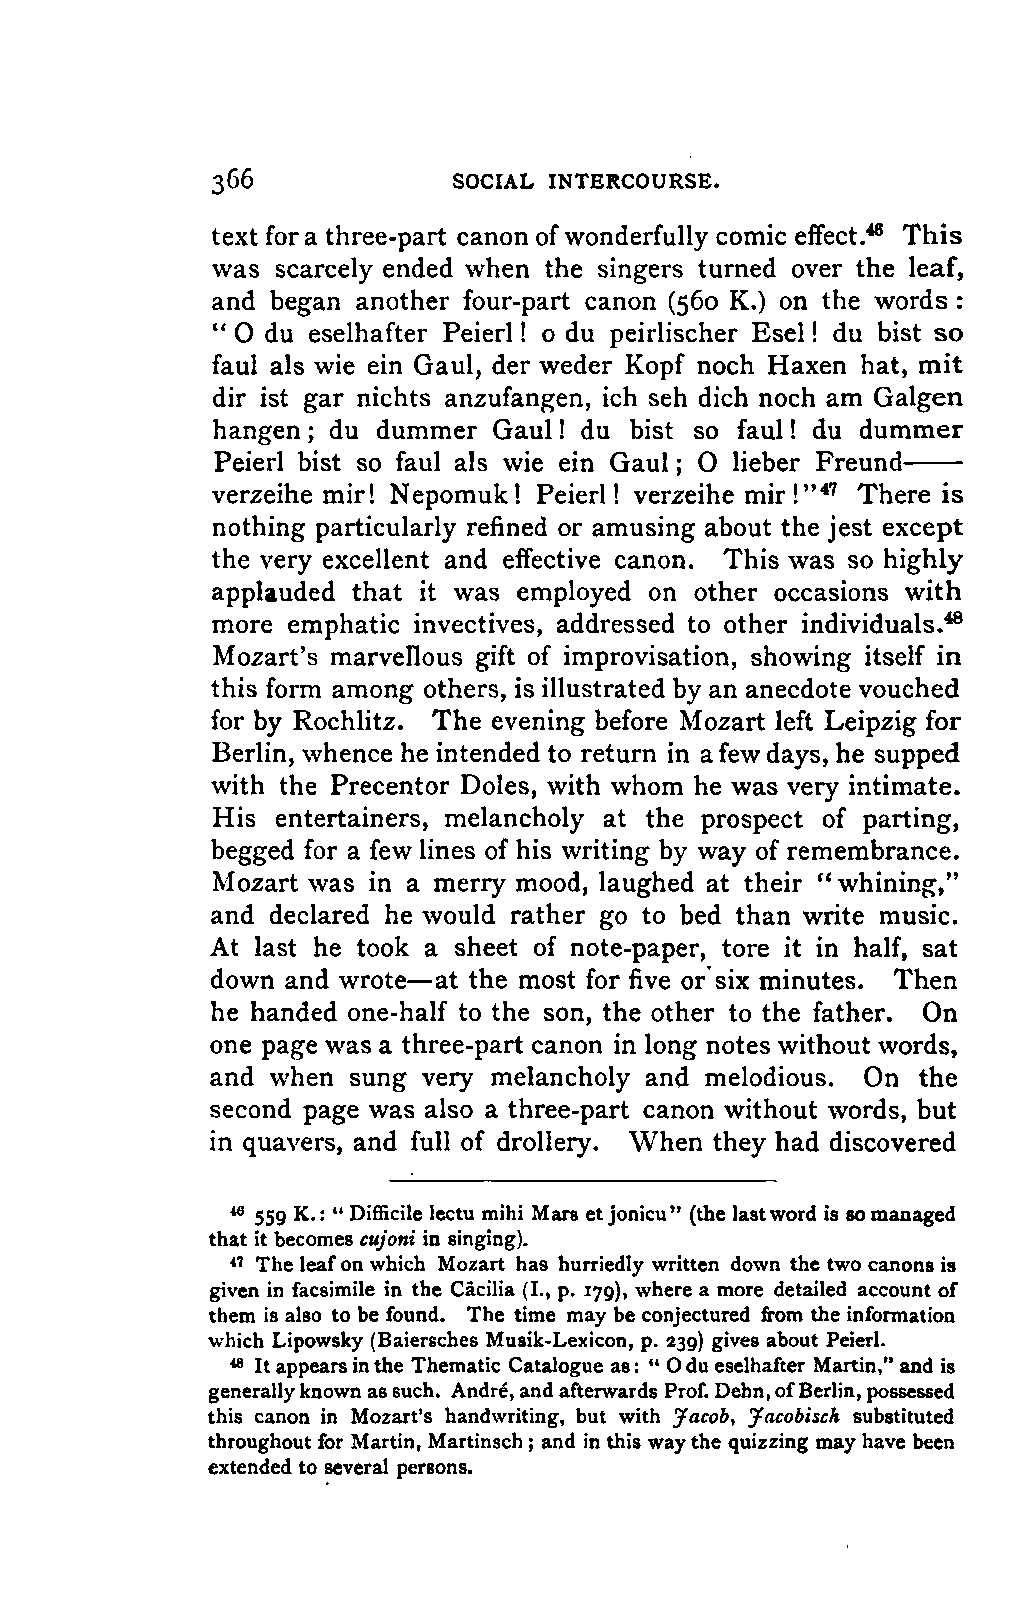 366 SOCIAL INTERCOURSE.
text for a three-part canon of wonderfully comic effect.⁴⁶ This
was scarcely ended when the singers turned over the leaf,
and began another four-part canon (560 K.) on the words :
“ O du eselhafter Peierl ! o du peirlischer Esel ! du bist so
faul als wie ein Gaul, der weder Kopf noch Haxen hat, mit
dir ist gar nichts anzufangen, ich seh dich noch am Galgen
hangen ; du dummer Gaul ! du bist so faul ! du dummer
Peierl bist so faul als wie ein Gaul ; O lieber Freund——
verzeihe mir! Nepomuk ! Peierl ! verzeihe mir !”⁴⁷ There is
nothing particularly refined or amusing about the jest except
the very excellent and effective canon. This was so highly
applauded that it was employed on other occasions with
more emphatic invectives, addressed to other individuals.⁴⁸
Mozart's marvellous gift of improvisation, showing itself in
this form among others, is illustrated by an anecdote vouched
for by Rochlitz. The evening before Mozart left Leipzig for
Berlin, whence he intended to return in a few days, he supped
with the Precentor Doles, with whom he was very intimate.
His entertainers, melancholy at the prospect of parting,
begged for a few lines of his writing by way of remembrance.
Mozart was in a merry mood, laughed at their “ whining,”
and declared he would rather go to bed than write music.
At last he took a sheet of note-paper, tore it in half, sat
down and wrote—at the most for five or six minutes. Then
he handed one-half to the son, the other to the father. On
one page was a three-part canon in long notes without words,
and when sung very melancholy and melodious. On the
second page was also a three-part canon without words, but
in quavers, and full of drollery. When they had discovered
⁴⁶ 559 K. : “ Difficile lectu mihi Mars et jonicu” (the last word is so managed
that it becomes cujoni in singing).
⁴⁷ The leaf on which Mozart has hurriedly written down the two canons is
given in facsimile in the Cäcilia (I., p. 179), where a more detailed account of
them is also to be found. The time may be conjectured from the information
which Lipowsky (Baiersches Musik-Lexicon, p. 239) gives about Peierl.
⁴⁸ It appears in the Thematic Catalogue as : “ O du eselhafter Martin,” and is
generally known as such. André, and afterwards Prof. Dehn, of Berlin, possessed
this canon in Mozart's handwriting, but with Jacob, Jacobisch substituted
throughout for Martin, Martinsch ; and in this way the quizzing may have been
extended to several persons.